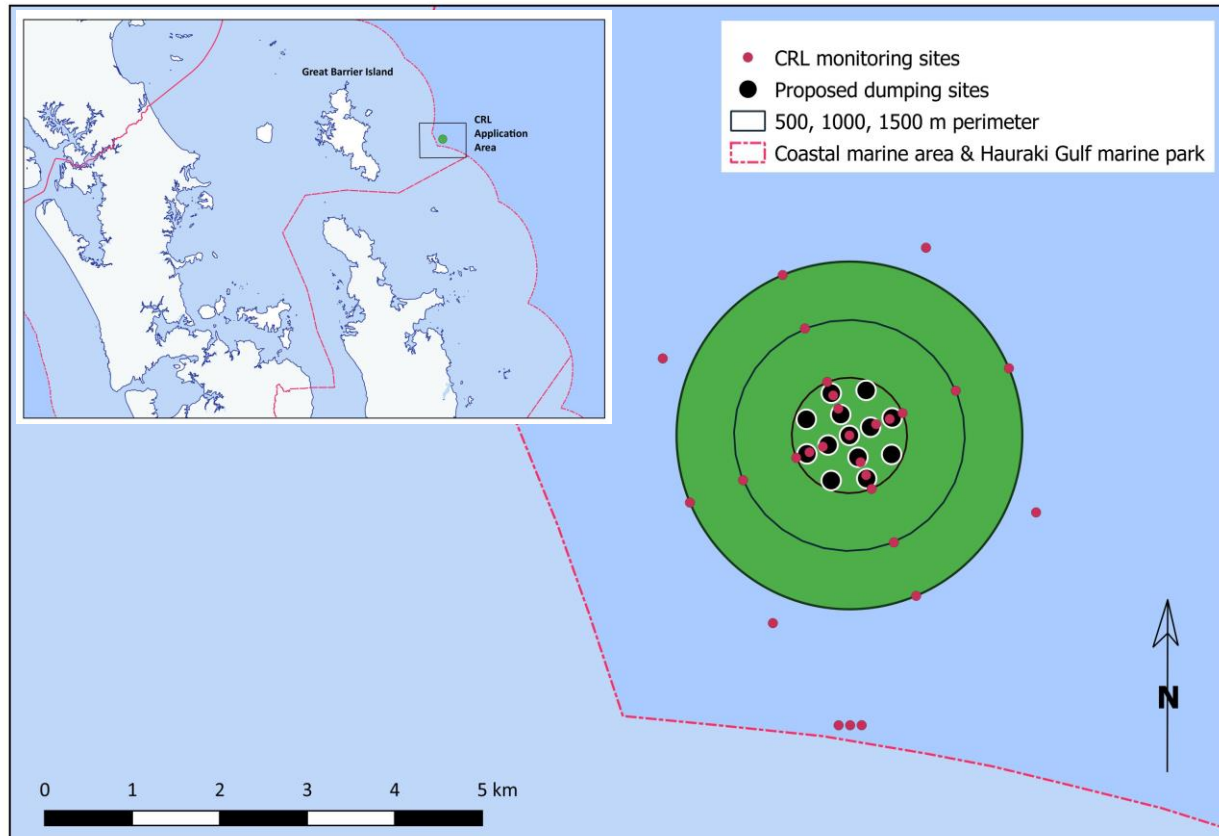 Great Barrier Island
CRL
Application
Area
CRL monitoring sites
Proposed dumping sites
500, 1000, 1500 m perimeter
Coastal marine area & Hauraki Gulf marine park
N
0 1 2 3 4 5 km